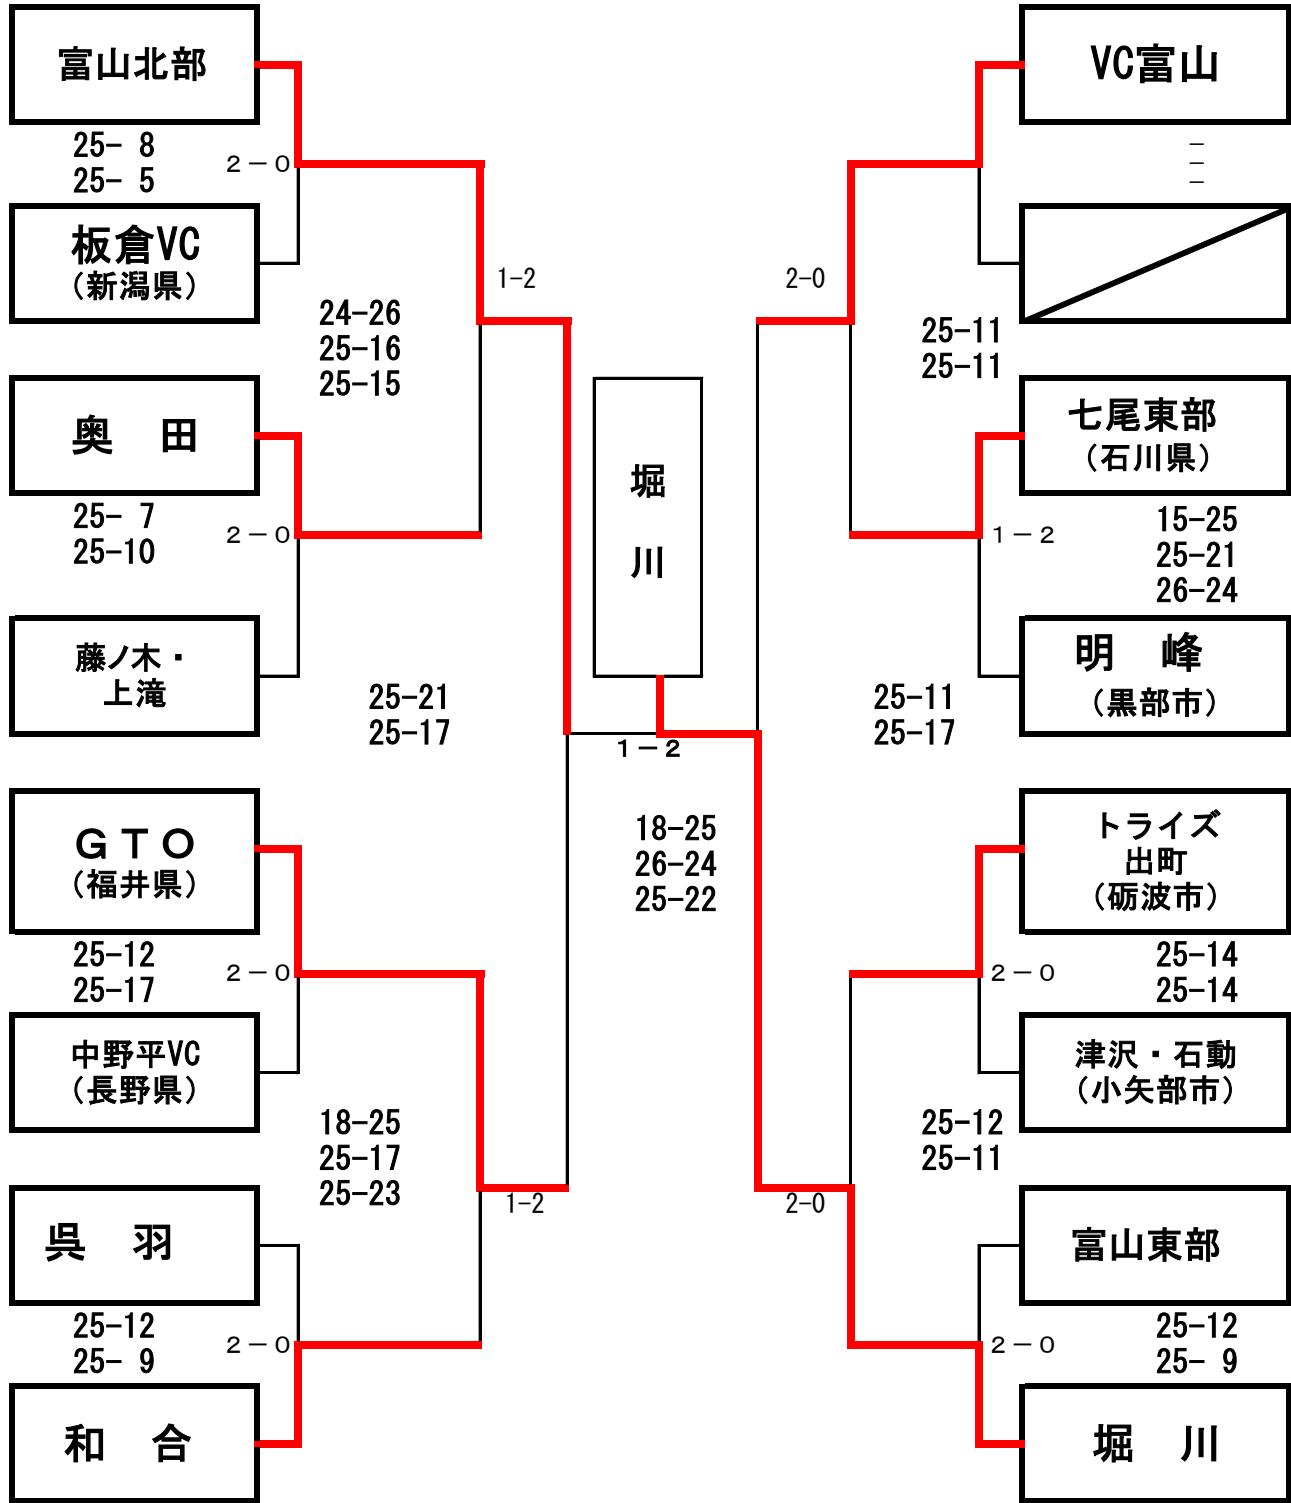 富山北部
25- 8
25- 5
２－０
板倉VC
（新潟県）
1-2
24-26
25-16
25-15
奥　田
25- 7
25-10
２－０
藤ノ木・
上滝
25-21
25-17
ＧＴＯ
（福井県）
25-12
25-17
２－０
中野平VC
（長野県）
18-25
25-17
25-23
1-2
呉　羽
25-12
25- 9
２－０
和　合
堀
川
１－２
18-25
26-24
25-22
VC富山
－
－
－
2-0
25-11
25-11
七尾東部
（石川県）
１－２
15-25
25-21
26-24
明　峰
（黒部市）
25-11
25-17
トライズ
出町
（砺波市）
２－０
25-14
25-14
津沢・石動
（小矢部市）
25-12
25-11
2-0
富山東部
２－０
25-12
25- 9
堀　川